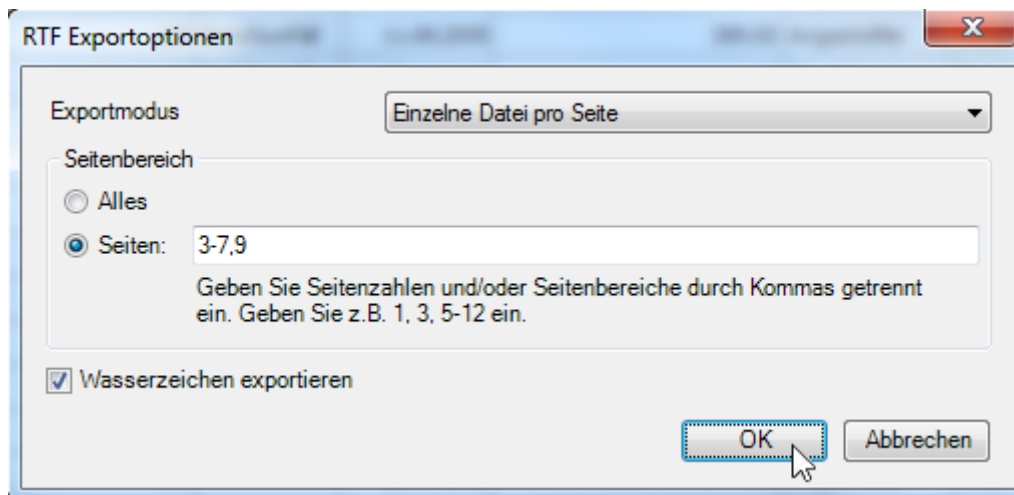 RTF Exportoptionen
Exportmodus
Einzelne Datei pro Seite
Seitenbereich
Alles
Seiten:
3-7,9
Geben Sie Seitenzahlen und/oder Seitenbereiche durch Kommas getrennt
ein. Geben Sie z.B. 1, 3, 5-12 ein.
Wasserzeichen exportieren
OK
Abbrechen